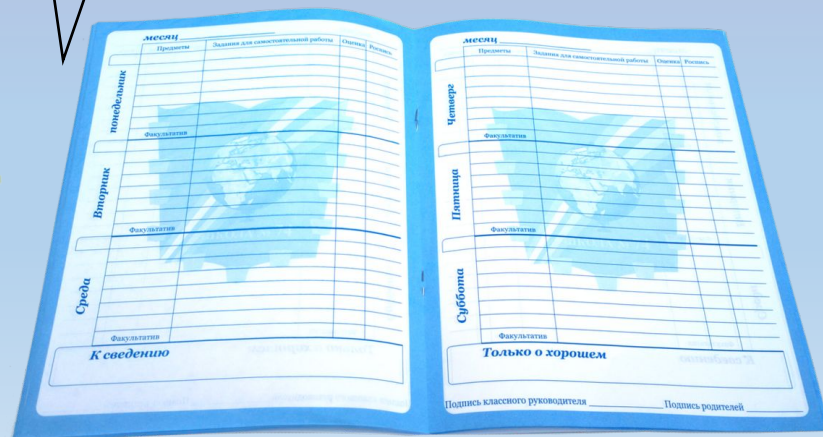 месяц
Предметы Задания для самостоятельной работы Оценка Роспись
понедельник
Факультатив
Вторник
Факультатив
Среда
Факультатив
К сведению
месяц
Предметы Задания для самостоятельной работы Оценка Роспись
Четверг
Факультатив
Пятница
Факультатив
Суббота
Факультатив
Только о хорошем
Подпись классного руководителя Подпись родителей